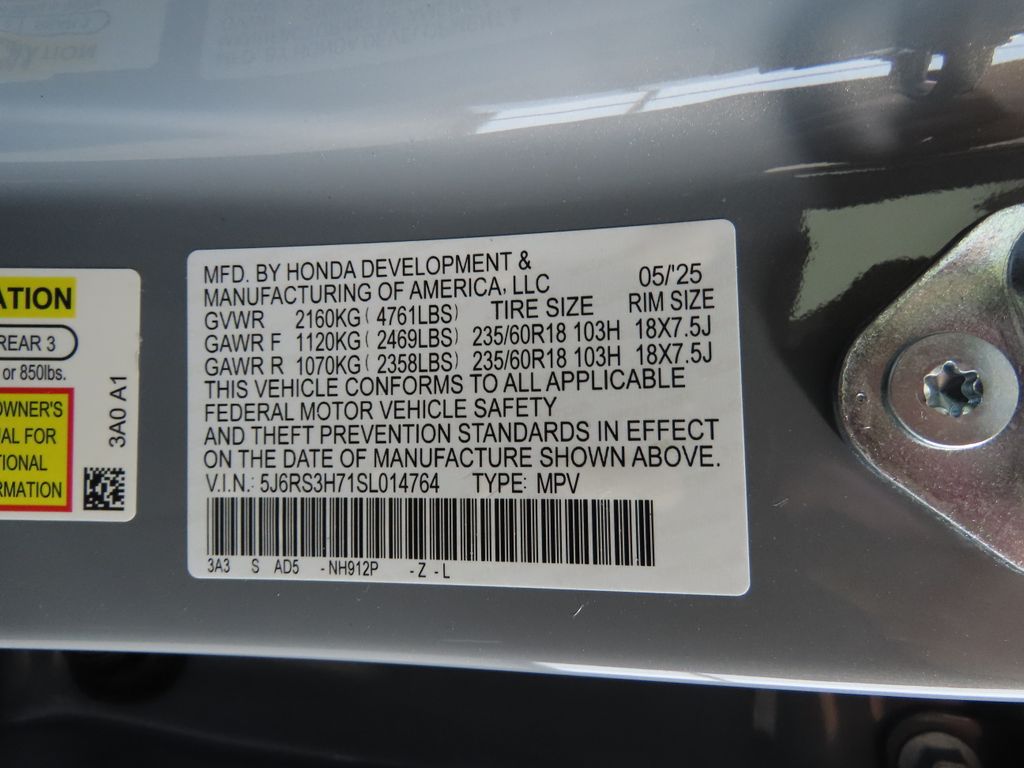 ATION
REAR 3
or 850lbs.
OWNER'S
UAL FOR
TIONAL
RMATION
3A0 A1
MFD. BY HONDA DEVELOPMENT &
MANUFACTURING OF AMERICA, LLC 05/'25
GVWR 2160KG ( 4761LBS) TIRE SIZE RIM SIZE
GAWR F 1120KG ( 2469LBS) 235/60R18 103H 18X7.5J
GAWR R 1070KG ( 2358LBS) 235/60R18 103H 18X7.5J
THIS VEHICLE CONFORMS TO ALL APPLICABLE
FEDERAL MOTOR VEHICLE SAFETY
AND THEFT PREVENTION STANDARDS IN EFFECT
ON THE DATE OF MANUFACTURE SHOWN ABOVE.
V.I.N.: 5J6RS3H71SL014764 TYPE: MPV
3A3 S AD5 -NH912P -Z -L